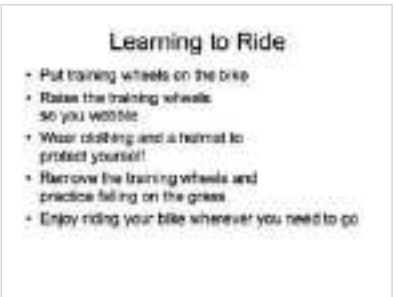 Learning to Ride
• Put training wheels on the bike
• Raise the training wheels
so you wobble
• Wear clothing and a helmet to
protect yourself
• Remove the training wheels and
practice falling on the grass
• Enjoy riding your bike wherever you need to go